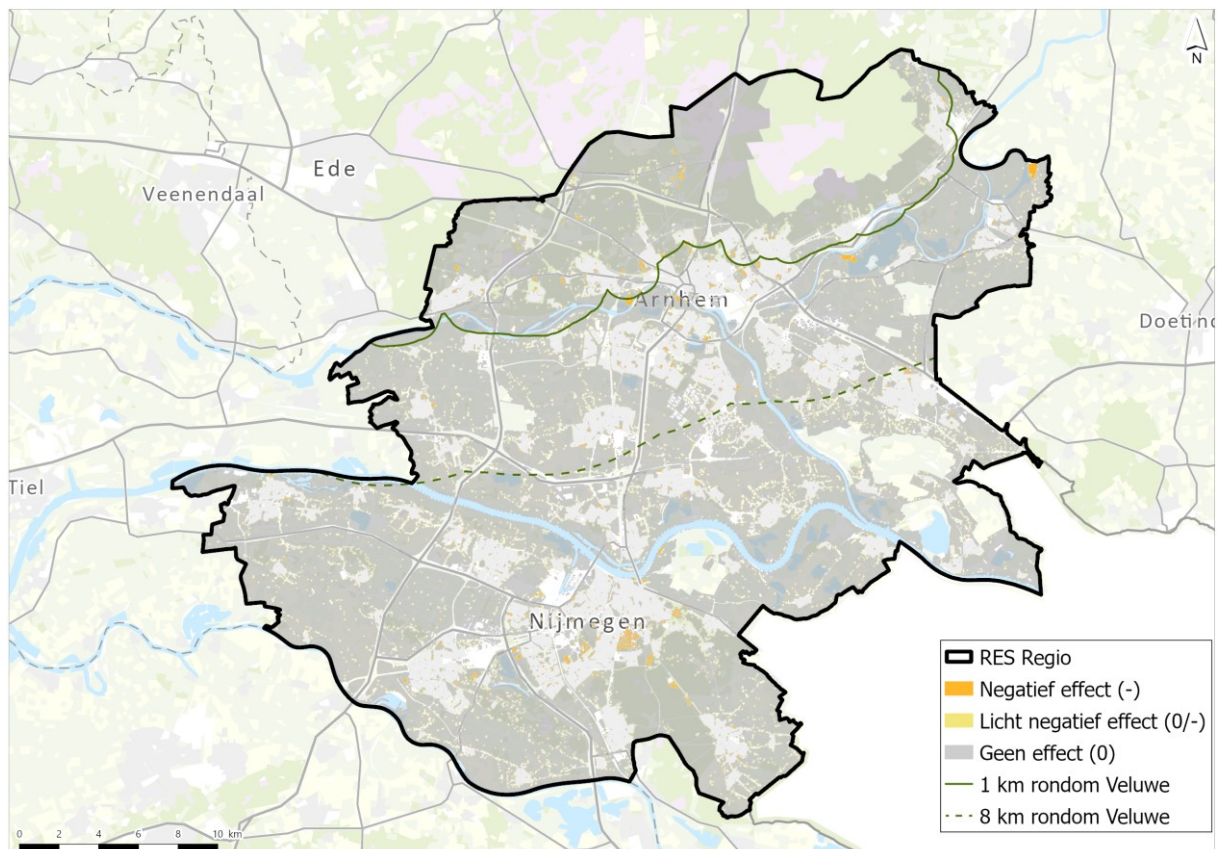 N
Ede
Veenendaal
Arnhem
Doetinc
Tiel
Nijmegen
RES Regio
Negatief effect (-)
Licht negatief effect (0/-)
Geen effect (0)
1 km rondom Veluwe
8 km rondom Veluwe
0 2 4 6 8 10 km